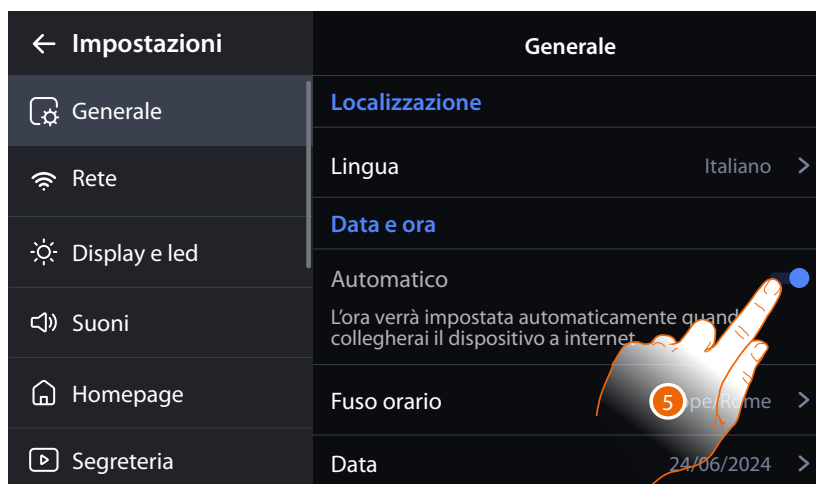 Impostazioni
Generale
Rete
Display e led
Suoni
Homepage
Segreteria
Generale
Localizzazione
Lingua Italiano
Data e ora
Automatico
L'ora verrà impostata automaticamente
collegherai il dispositivo a internet
Fuso orario
5
Data 24/06/2024